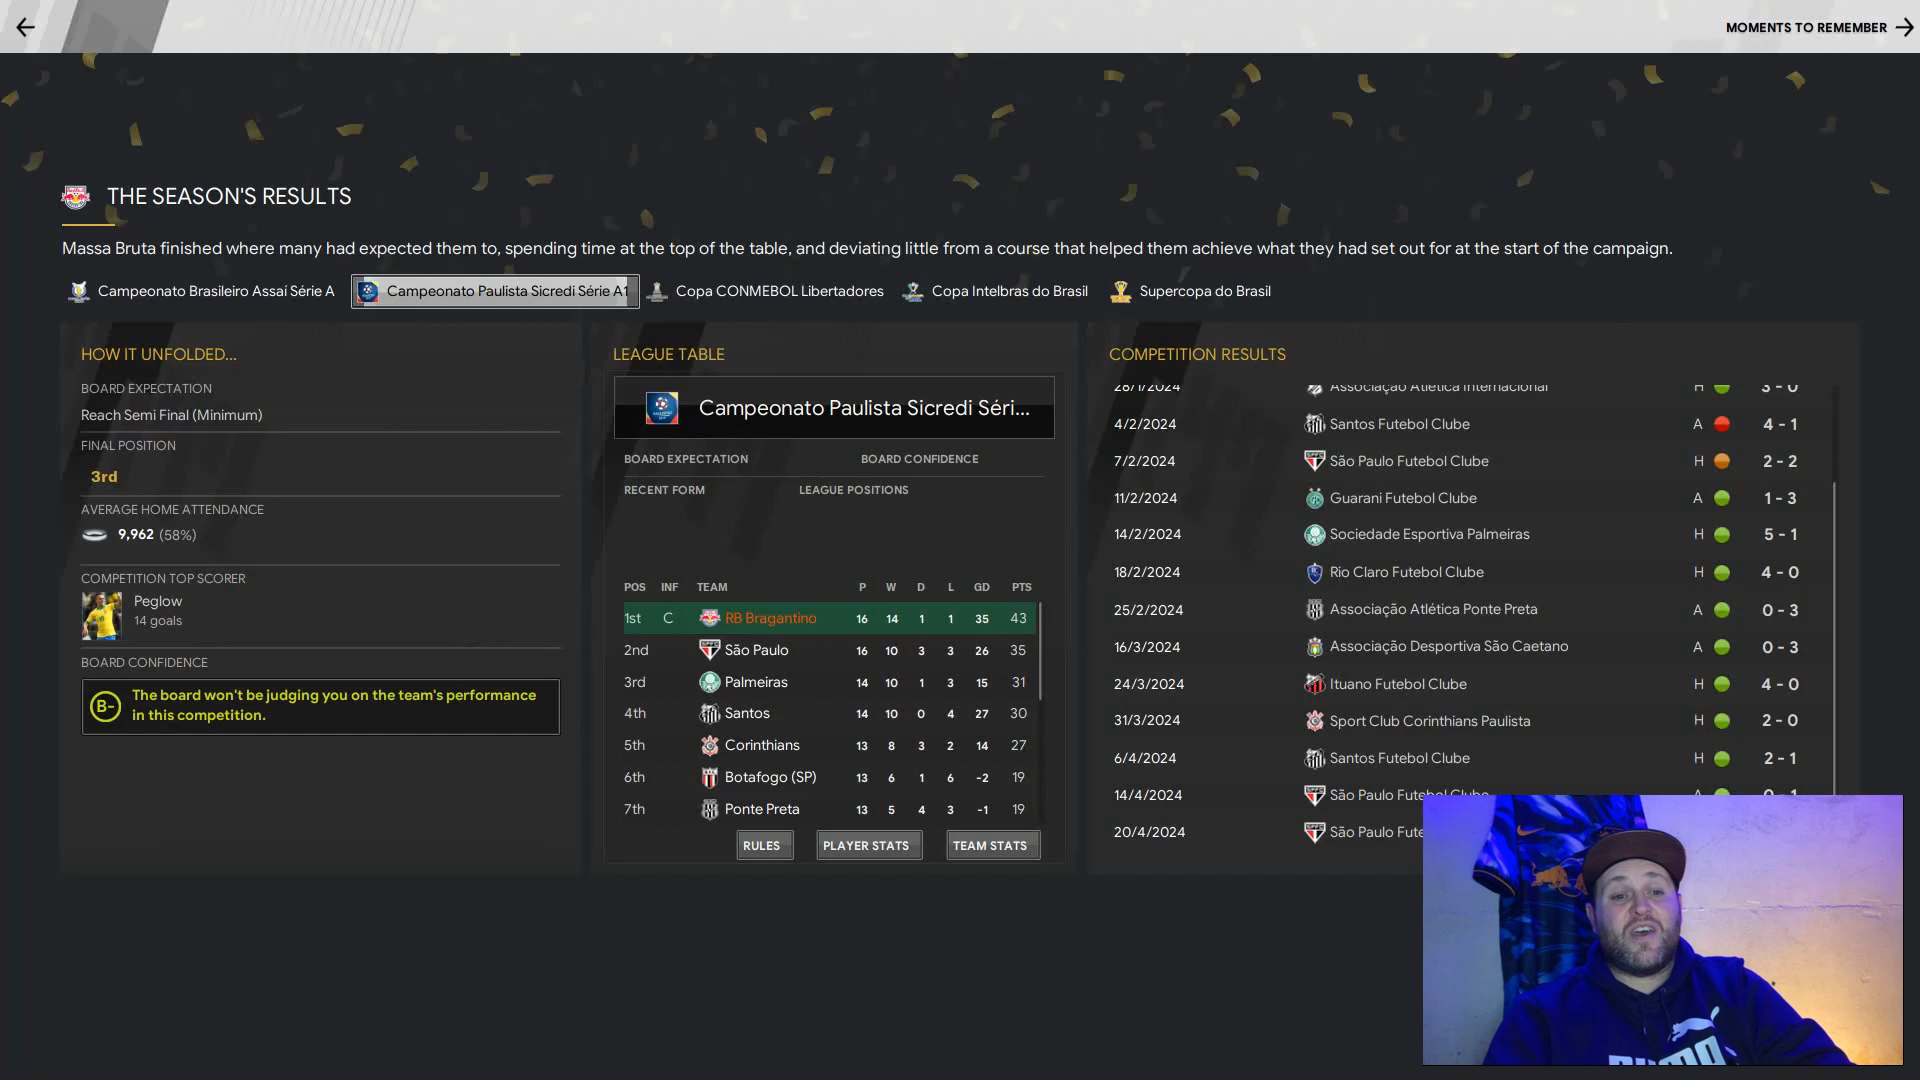 MOMENTS TO REMEMBER
THE SEASON'S RESULTS
Massa Bruta finished where many had expected them to, spending time at the top of the table, and deviating little from a course that helped them achieve what they had set out for at the start of the campaign.
Campeonato Brasileiro Assaí Série A
Campeonato Paulista Sicredi Série A1
Copa CONMEBOL Libertadores
Copa Intelbras do Brasil
Supercopa do Brasil
HOW IT UNFOLDED...
BOARD EXPECTATION
Reach Semi Final (Minimum)
FINAL POSITION
3rd
AVERAGE HOME ATTENDANCE
9,962 (58%)
COMPETITION TOP SCORER
Peglow
14 goals
BOARD CONFIDENCE
B-
The board won't be judging you on the team's performance
in this competition.
LEAGUE TABLE
Campeonato Paulista Sicredi Séri...
BOARD EXPECTATION BOARD CONFIDENCE
RECENT FORM LEAGUE POSITIONS
POS INF TEAM P W D L GD PTS
1st C RB Bragantino 16 14 1 1 35 43
2nd São Paulo 16 10 3 3 26 35
3rd Palmeiras 14 10 1 3 15 31
4th Santos 14 10 0 4 27 30
5th Corinthians 13 8 3 2 14 27
6th Botafogo (SP) 13 6 1 6 -2 19
7th Ponte Preta 13 5 4 3 -1 19
RULES PLAYER STATS TEAM STATS
COMPETITION RESULTS
28/1/2024 Associação Atlética Internacional H 3 - 0
4/2/2024 Santos Futebol Clube A 4 - 1
7/2/2024 São Paulo Futebol Clube H 2 - 2
11/2/2024 Guarani Futebol Clube A 1 - 3
14/2/2024 Sociedade Esportiva Palmeiras H 5 - 1
18/2/2024 Rio Claro Futebol Clube H 4 - 0
25/2/2024 Associação Atlética Ponte Preta A 0 - 3
16/3/2024 Associação Desportiva São Caetano A 0 - 3
24/3/2024 Ituano Futebol Clube H 4 - 0
31/3/2024 Sport Club Corinthians Paulista H 2 - 0
6/4/2024 Santos Futebol Clube H 2 - 1
14/4/2024 São Paulo Futebol Clube A 0 - 1
20/4/2024 São Paulo Fute